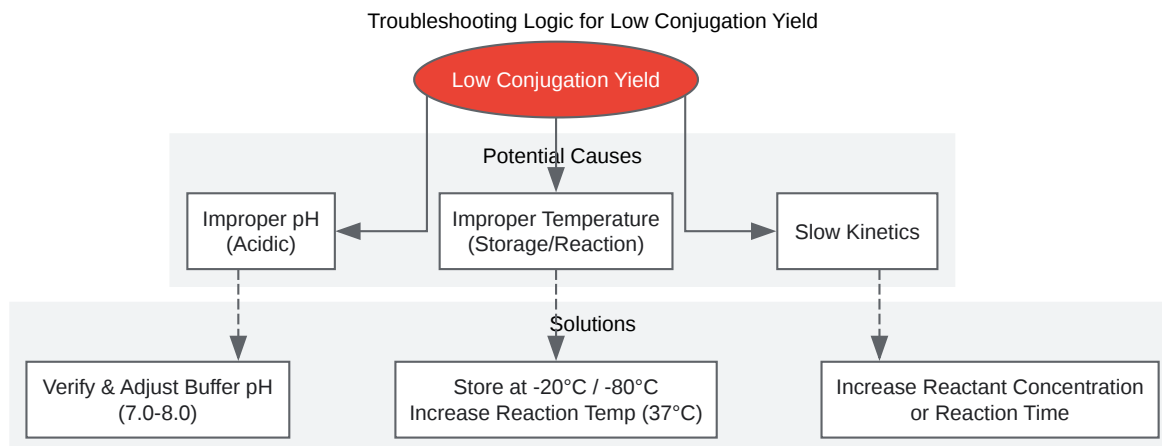 Troubleshooting Logic for Low Conjugation Yield
Low Conjugation Yield
Potential Causes
Improper pH
(Acidic)
Improper Temperature
(Storage/Reaction)
Slow Kinetics
Solutions
Verify & Adjust Buffer pH
(7.0-8.0)
Store at -20°C / -80°C
Increase Reaction Temp (37°C)
Increase Reactant Concentration
or Reaction Time